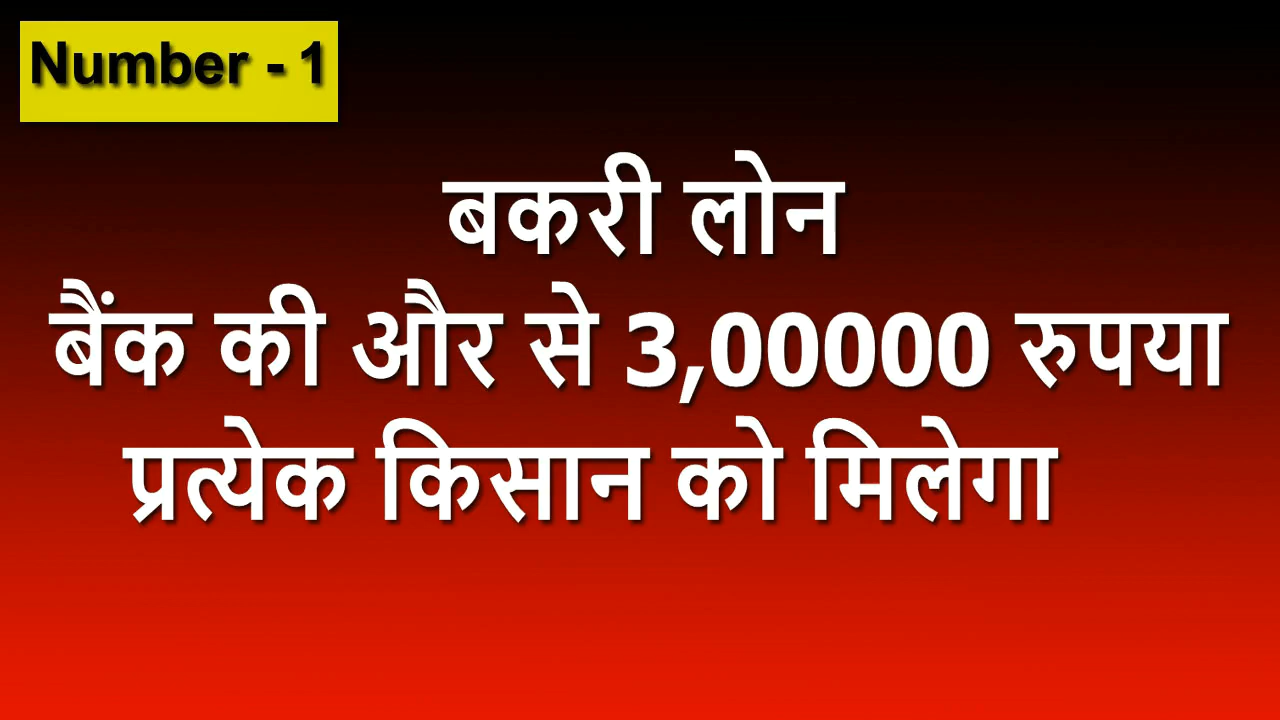 Number - 1
बकरी लोन
बैंक की और से 3,00000 रुपया
प्रत्येक किसान को मिलेगा